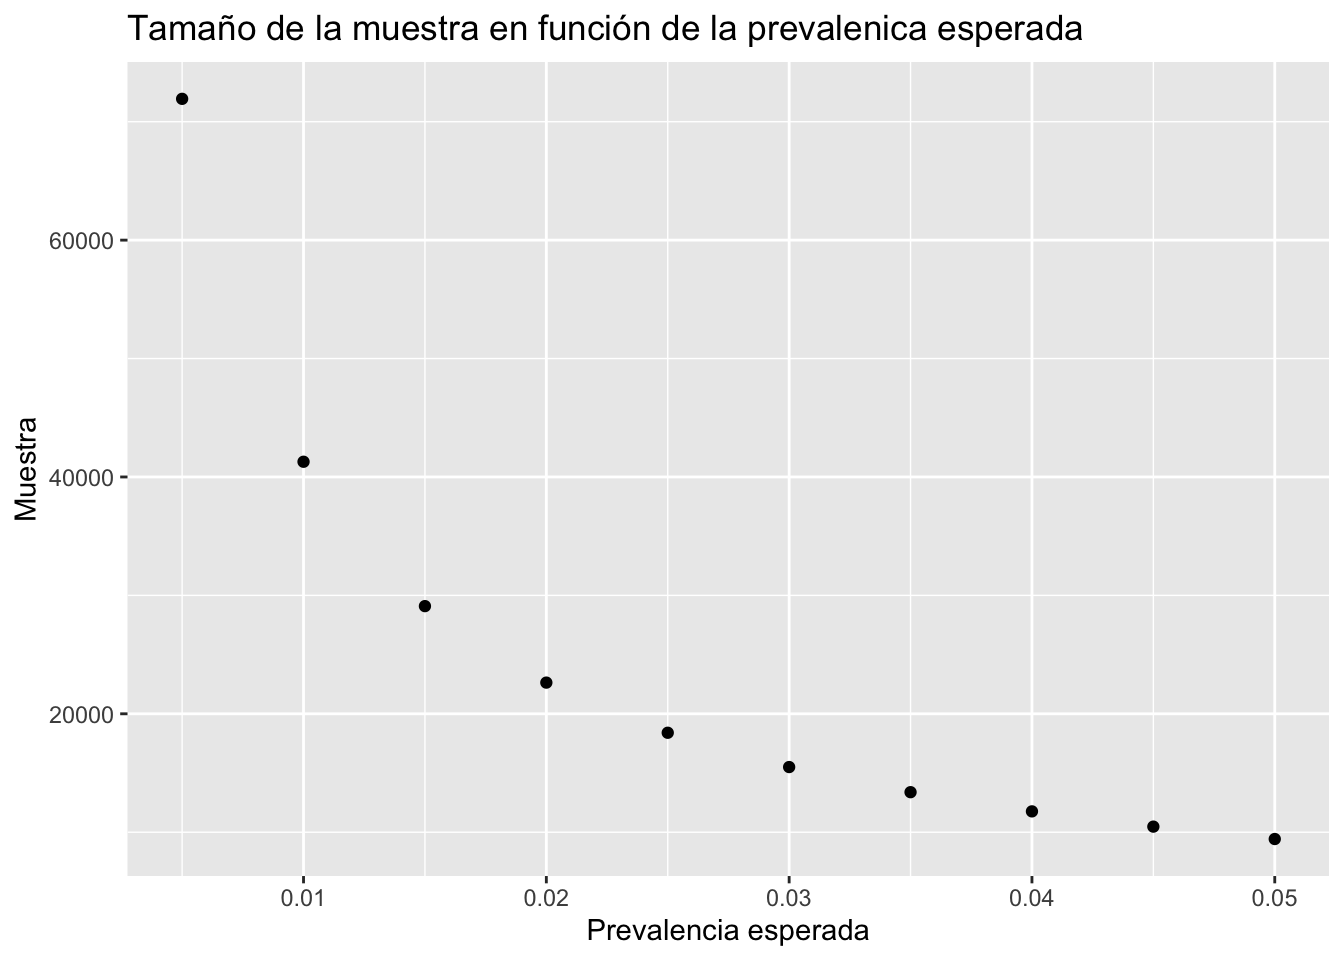 Tamaño de la muestra en función de la prevalenica esperada
Muestra
60000
40000
20000
0.01 0.02 0.03 0.04 0.05
Prevalencia esperada